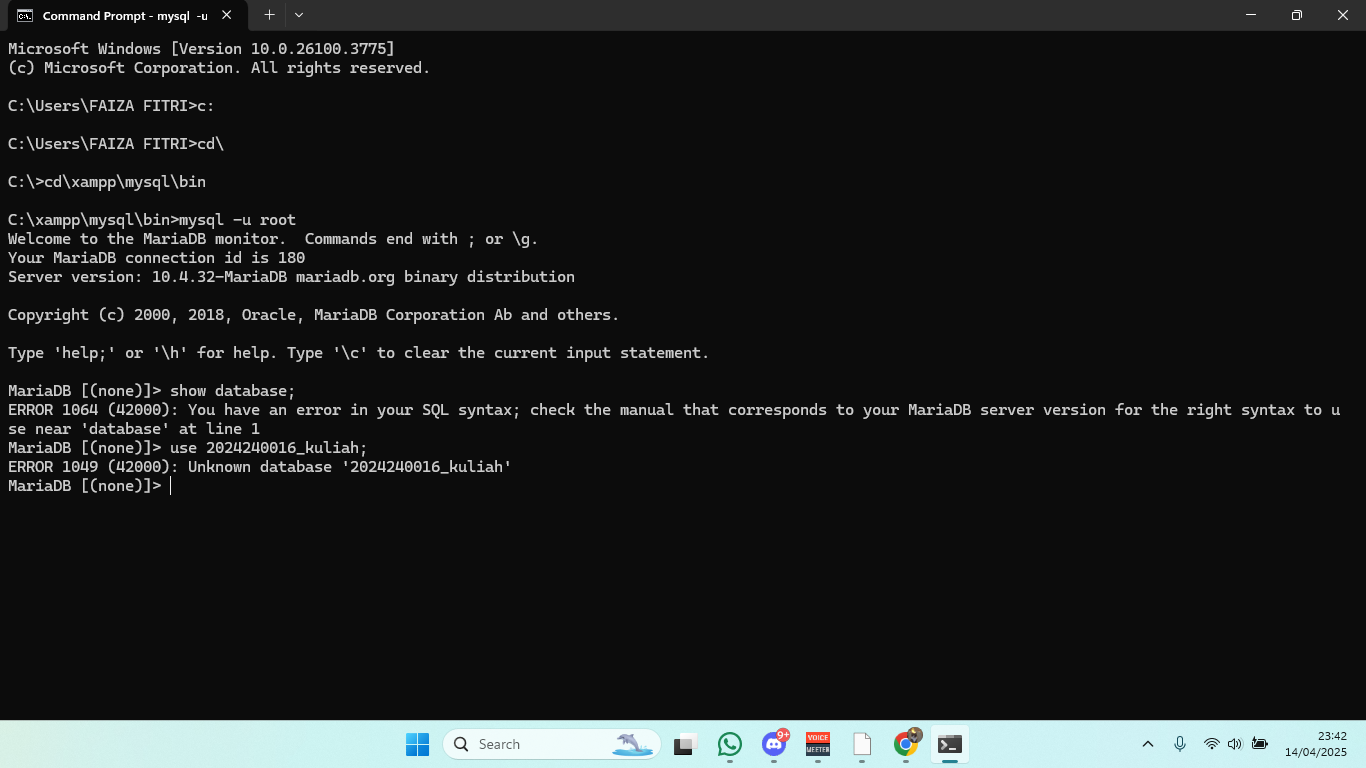 Command Prompt - mysql -u
Microsoft Windows [Version 10.0.26100.3775]
(c) Microsoft Corporation. All rights reserved.
C:\Users\FAIZA FITRI>c:
C:\Users\FAIZA FITRI>cd\
C:\>cd\xampp\mysql\bin
C:\xampp\mysql\bin>mysql -u root
Welcome to the MariaDB monitor.  Commands end with ; or \g.
Your MariaDB connection id is 180
Server version: 10.4.32-MariaDB mariadb.org binary distribution
Copyright (c) 2000, 2018, Oracle, MariaDB Corporation Ab and others.
Type 'help;' or '\h' for help. Type '\c' to clear the current input statement.
MariaDB [(none)]> show database;
ERROR 1064 (42000): You have an error in your SQL syntax; check the manual that corresponds to your MariaDB server version for the right syntax to u
se near 'database' at line 1
MariaDB [(none)]> use 2024240016_kuliah;
ERROR 1049 (42000): Unknown database '2024240016_kuliah'
MariaDB [(none)]>
Search
9+
VOICE
MEETER
23:42
14/04/2025